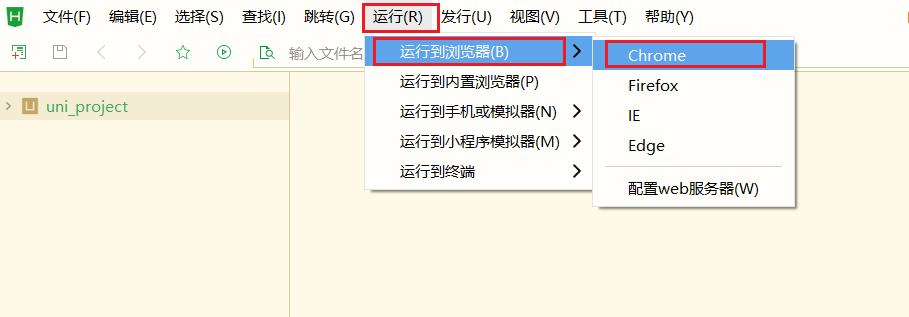 文件(F) 编辑(E) 选择(S) 查找(I) 跳转(G) 运行(R) 发行(U) 视图(V) 工具(T) 帮助(Y)
输入文件名
uni_project
运行到浏览器(B)
运行到内置浏览器(P)
运行到手机或模拟器(N)
运行到小程序模拟器(M)
运行到终端
Chrome
Firefox
IE
Edge
配置web服务器(W)